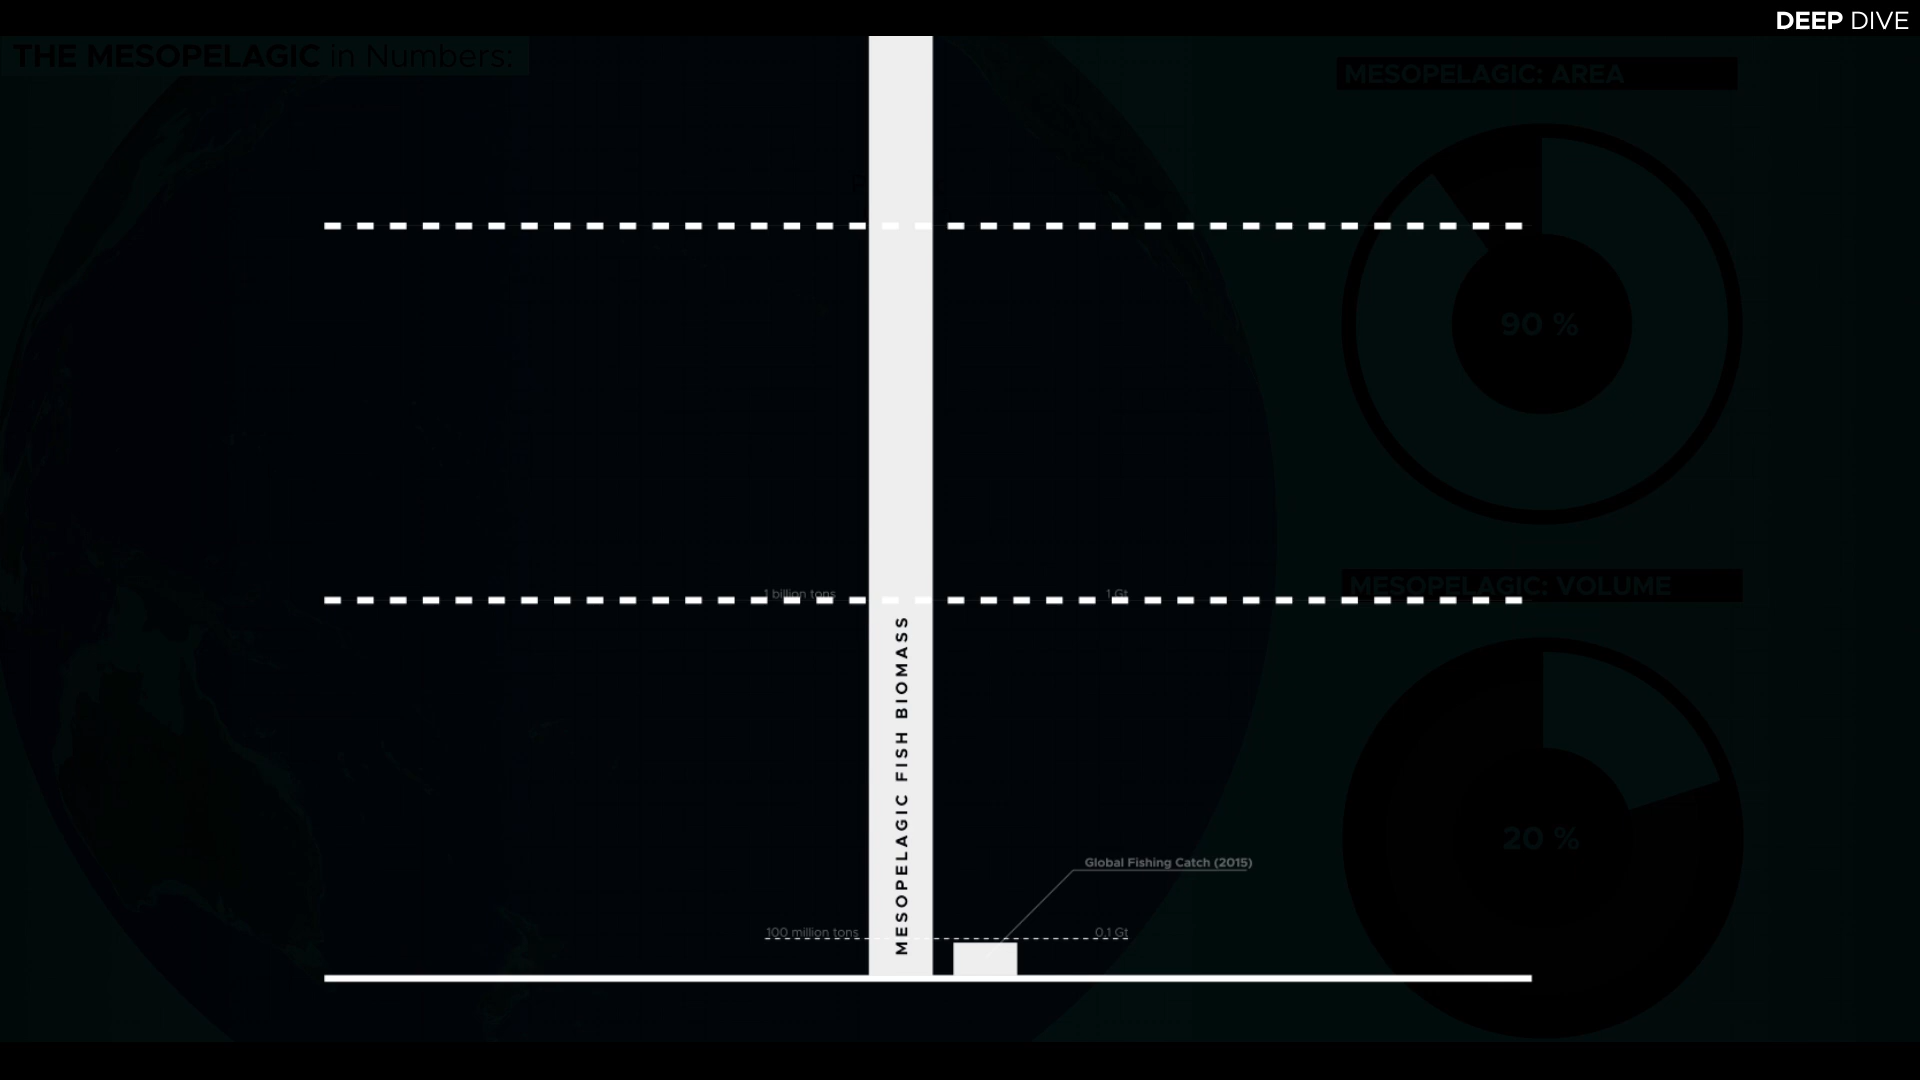 DEEP DIVE
THE MESOPELAGIC in Numbers:
MESOPELAGIC: AREA
90 %
1 billion tons
1 Gt
MESOPELAGIC: VOLUME
MESOPELAGIC FISH BIOMASS
20 %
Global Fishing Catch (2015)
100 million tons
0,1 Gt